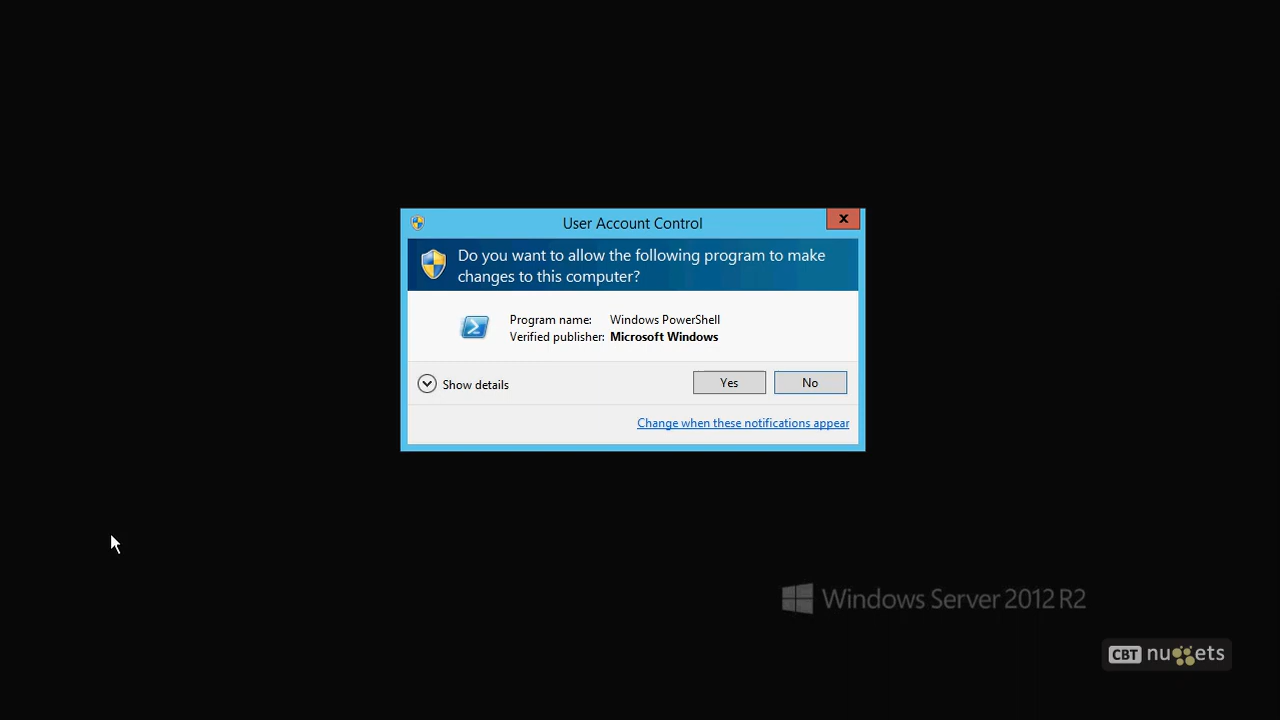 User Account Control
Do you want to allow the following program to make
changes to this computer?
Program name: Windows PowerShell
Verified publisher: Microsoft Windows
Show details
Yes
No
Change when these notifications appear
Windows Server 2012 R2
CBT nuggets